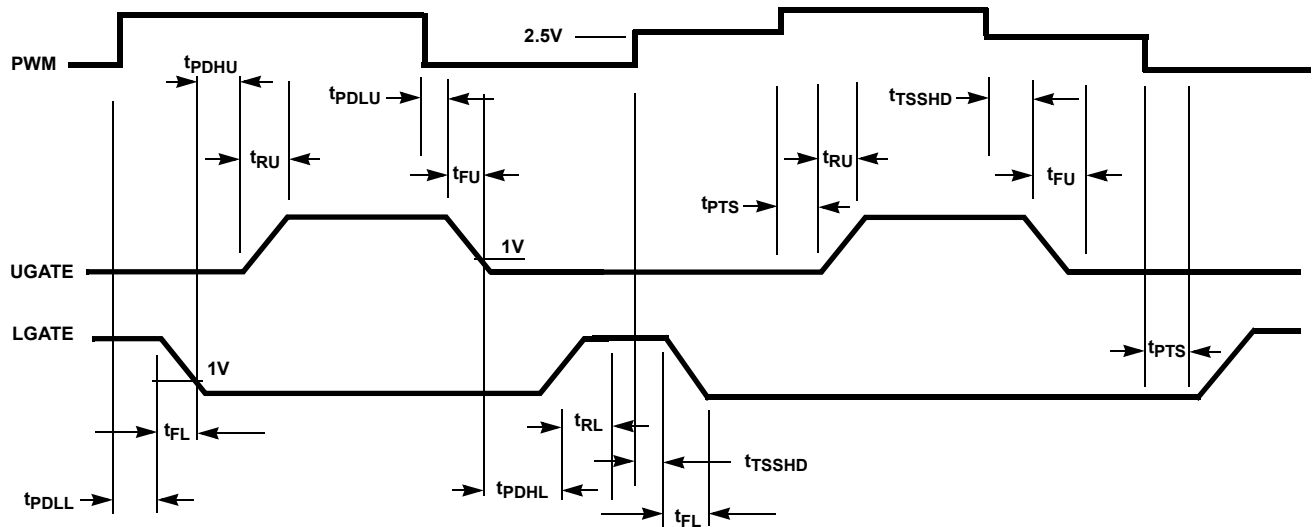 2.5V
PWM
tPDHU
tPDLU
tTSSHD
tRU
tRU
tFU
tFU
tPTS
1V
UGATE
LGATE
tPTS
1V
tRL
tFL
tTSSHD
tPDLL
tPDHL
tFL